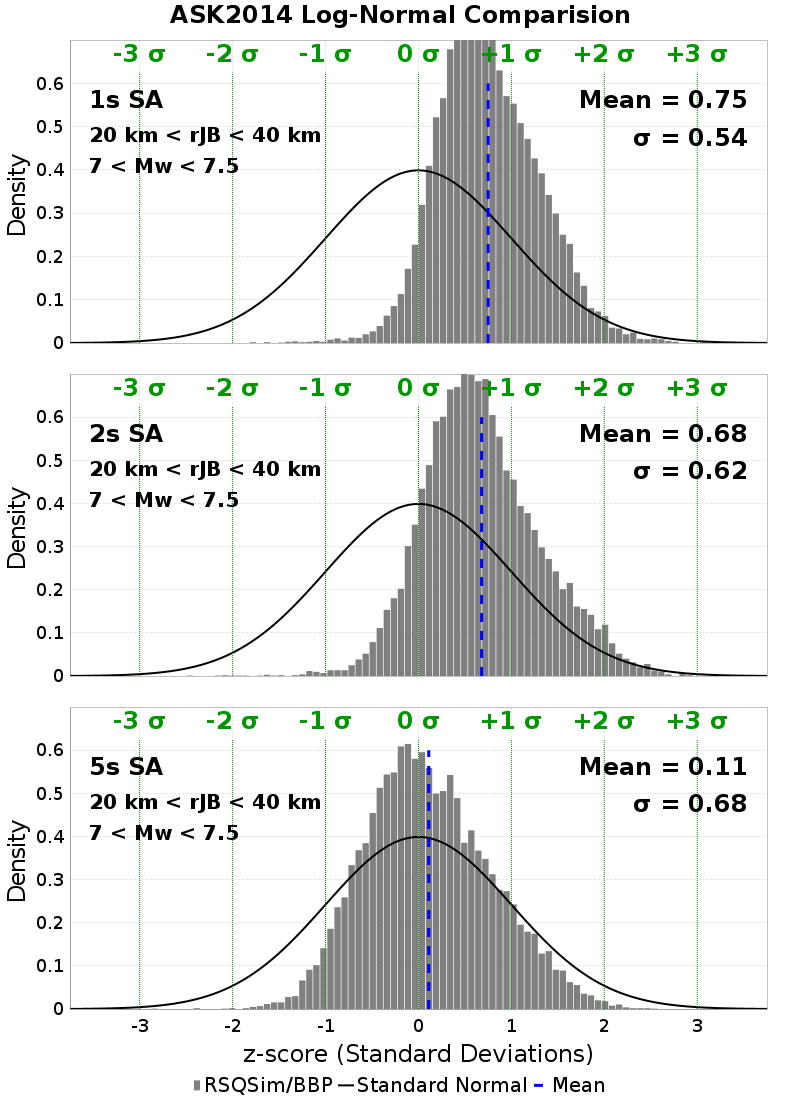 ASK2014 Log-Normal Comparision
-3 σ -2 σ -1 σ 0 σ +1 σ +2 σ +3 σ
1s SA
20 km < rJB < 40 km
7 < Mw < 7.5
Mean = 0.75
σ = 0.54
Density
0.6
0.5
0.4
0.3
0.2
0.1
0
-3 σ -2 σ -1 σ 0 σ +1 σ +2 σ +3 σ
2s SA
20 km < rJB < 40 km
7 < Mw < 7.5
Mean = 0.68
σ = 0.62
Density
0.6
0.5
0.4
0.3
0.2
0.1
0
-3 σ -2 σ -1 σ 0 σ +1 σ +2 σ +3 σ
5s SA
20 km < rJB < 40 km
7 < Mw < 7.5
Mean = 0.11
σ = 0.68
Density
0.6
0.5
0.4
0.3
0.2
0.1
0
-3 -2 -1 0 1 2 3
z-score (Standard Deviations)
RSQSim/BBP Standard Normal Mean